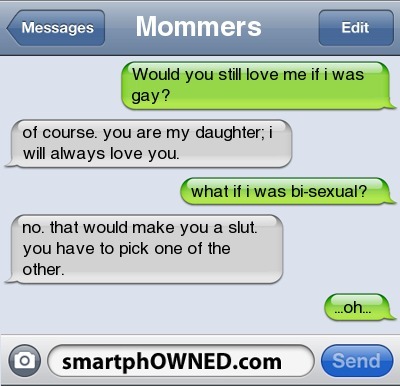 Messages
Mommers
Edit
Would you still love me if i was
gay?
of course. you are my daughter; i
will always love you.
what if i was bi-sexual?
no. that would make you a slut.
you have to pick one of the
other.
...oh...
smartphOWNED.com
Send